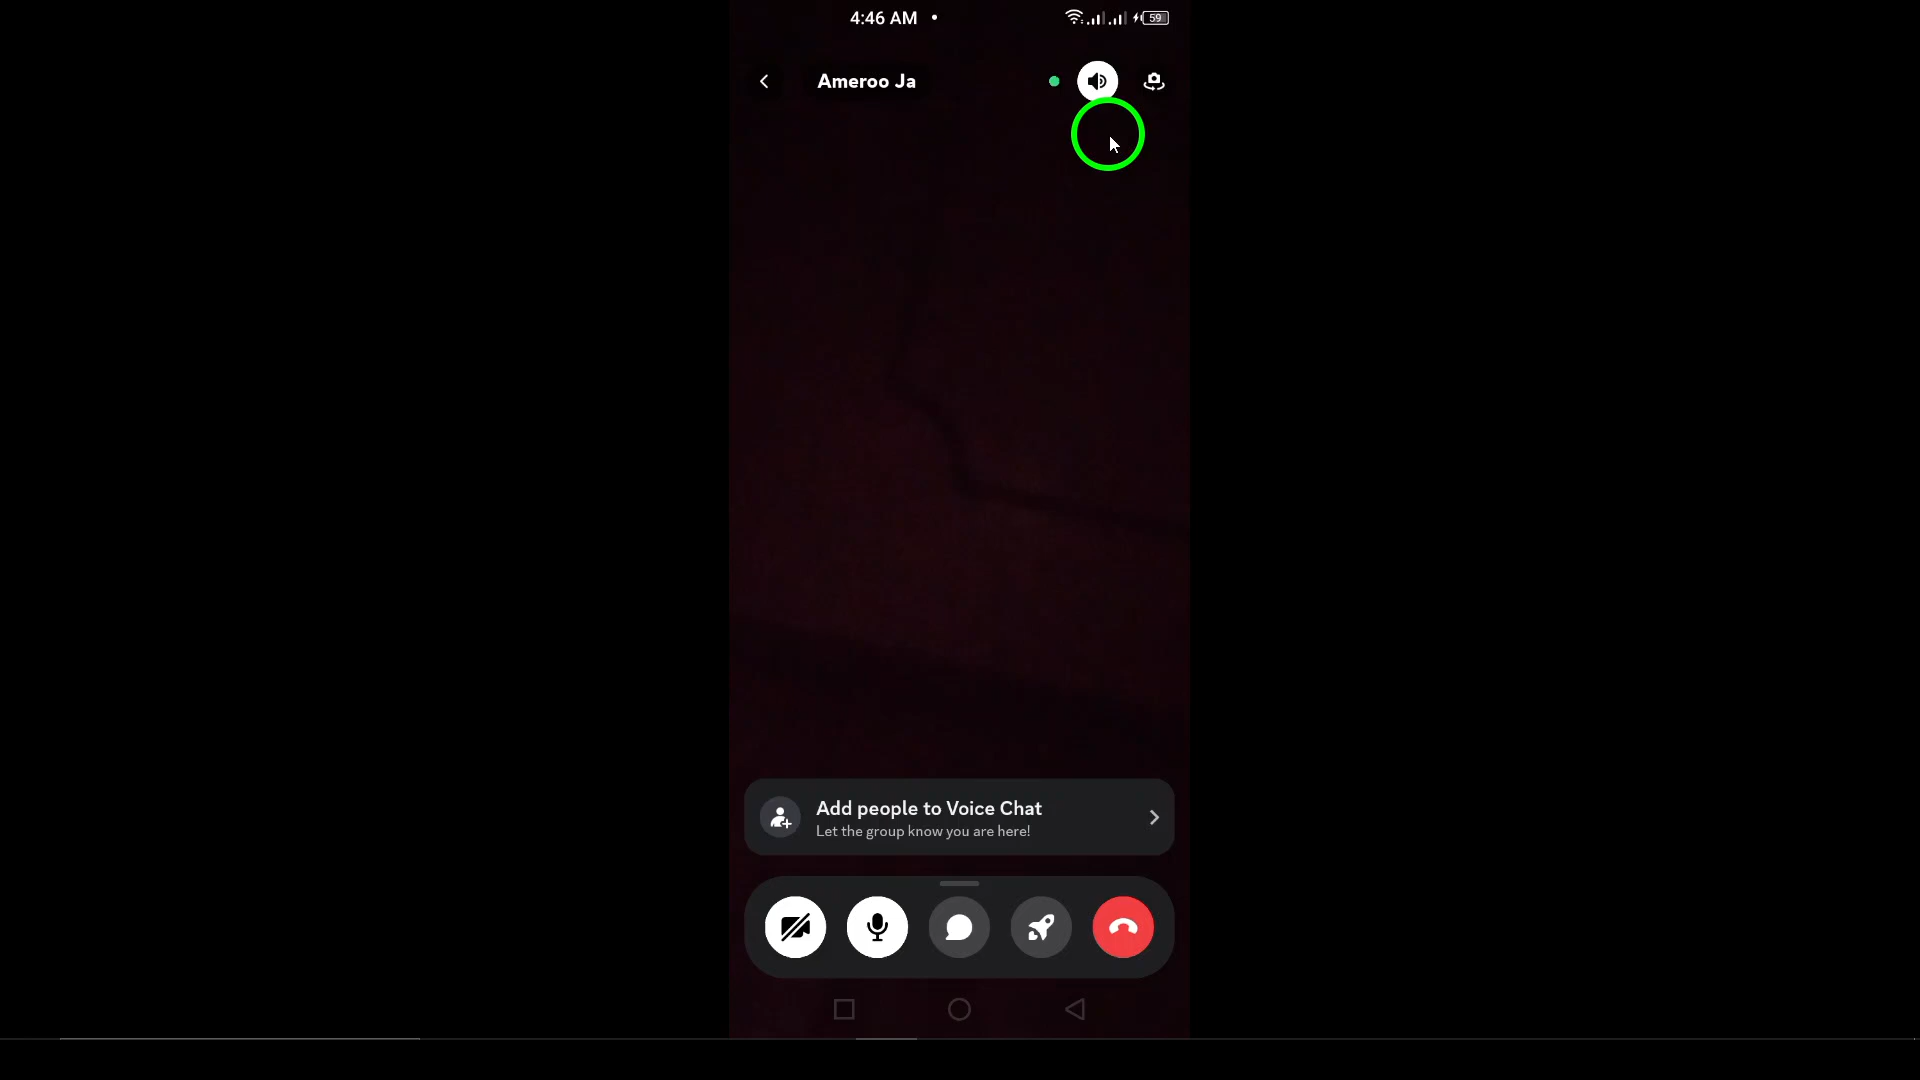 4:46 AM
59
Ameroo Ja
Add people to Voice Chat
Let the group know you are here!